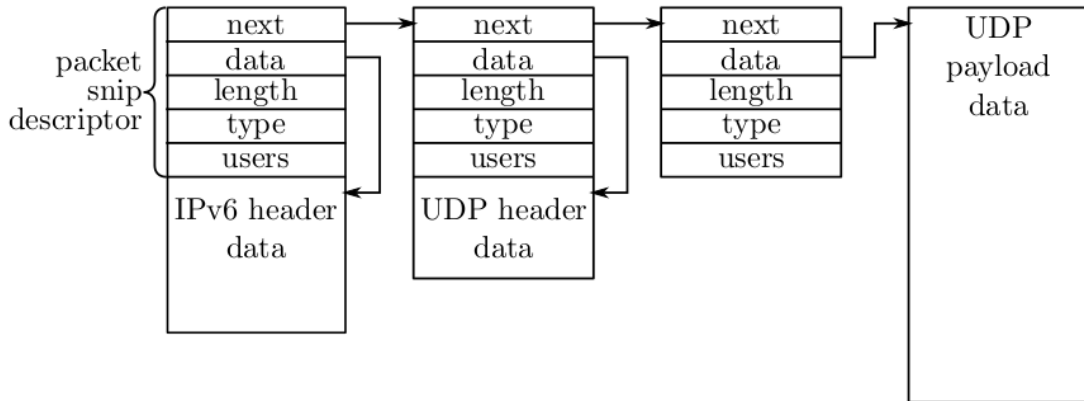 packet
snip
descriptor
next
data
length
type
users
IPv6 header
data
next
data
length
type
users
UDP header
data
next
data
length
type
users
UDP
payload
data